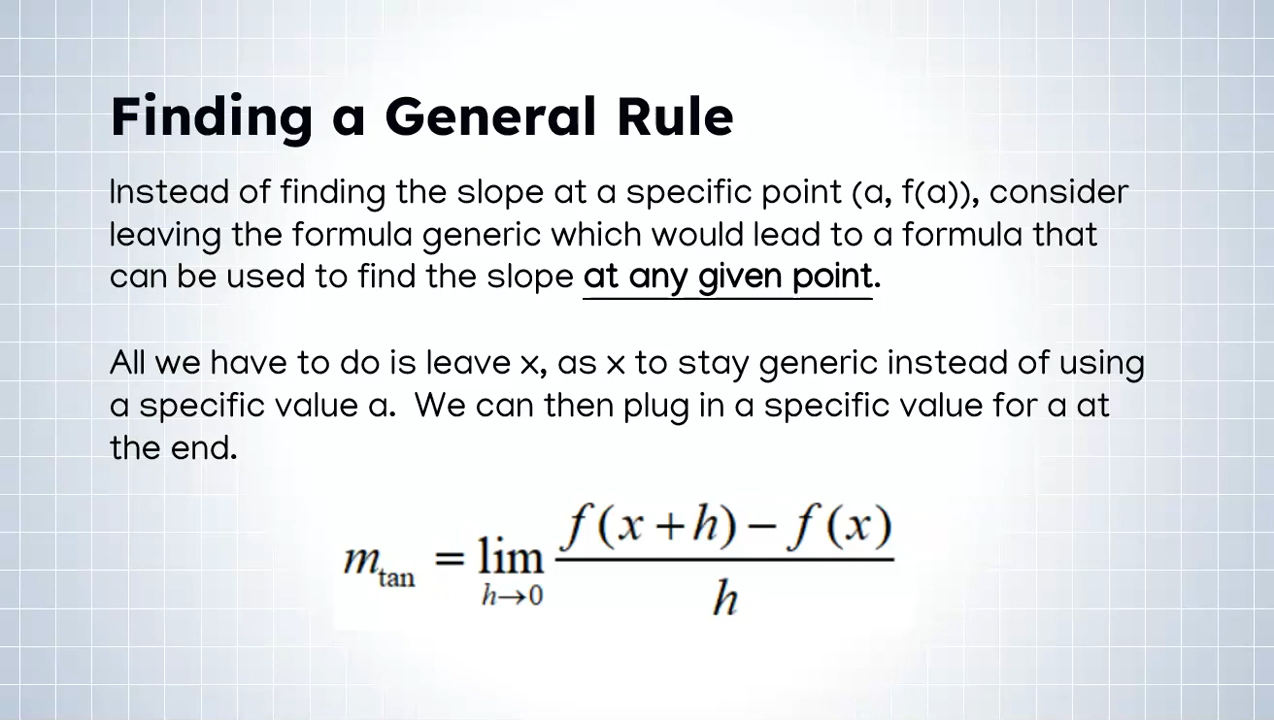 Finding a General Rule
Instead of finding the slope at a specific point (a, f(a)), consider
leaving the formula generic which would lead to a formula that
can be used to find the slope at any given point.
All we have to do is leave x, as x to stay generic instead of using
a specific value a.  We can then plug in a specific value for a at
the end.
m_tan = lim_{h→0} (f(x+h) − f(x)) / h